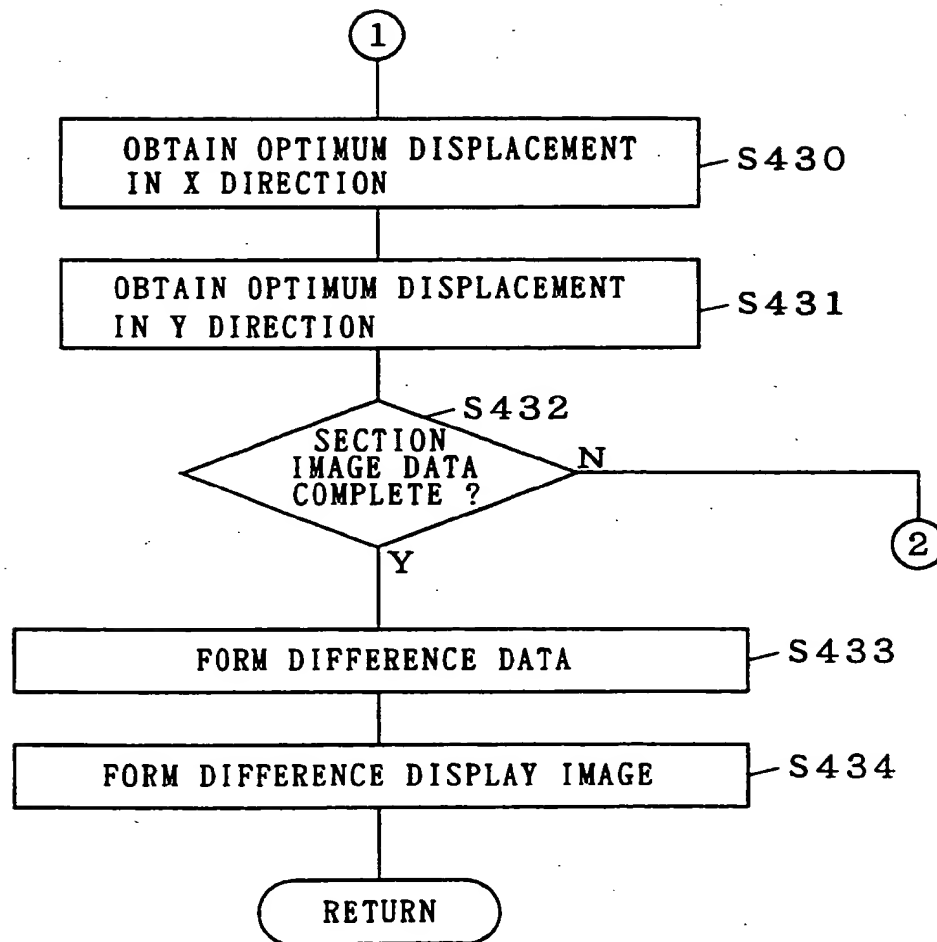 1
OBTAIN OPTIMUM DISPLACEMENT
IN X DIRECTION
S430
OBTAIN OPTIMUM DISPLACEMENT
IN Y DIRECTION
S431
S432
SECTION
IMAGE DATA
COMPLETE ?
N
2
Y
FORM DIFFERENCE DATA
S433
FORM DIFFERENCE DISPLAY IMAGE
S434
RETURN